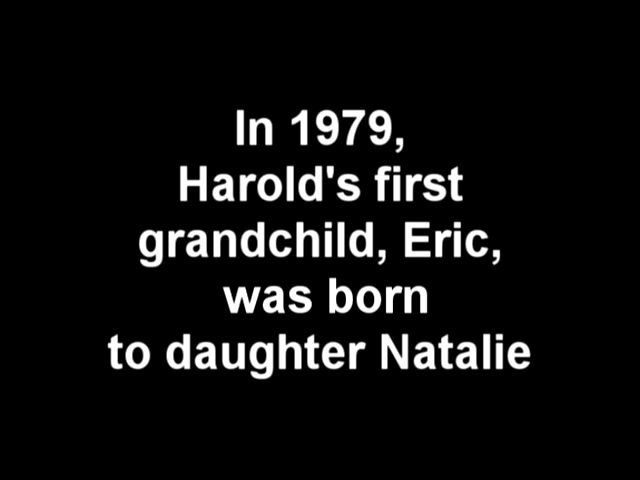 In 1979,
Harold's first
grandchild, Eric,
was born
to daughter Natalie